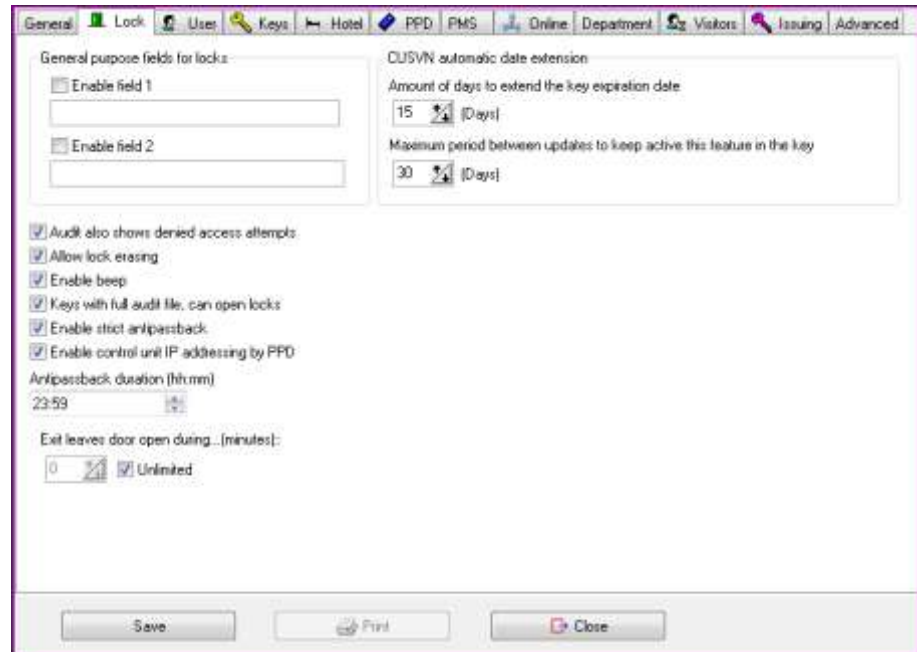 General Lock User Keys Hotel PPD PMS Online Department Visitors Issuing Advanced
General purpose fields for locks
Enable field 1
Enable field 2
CUSVN automatic date extension
Amount of days to extend the key expiration date
15 (Days)
Maximum period between updates to keep active this feature in the key
30 (Days)
Audit also shows denied access attempts
Allow lock erasing
Enable beep
Keys with full audit file, can open locks
Enable strict antipassback
Enable control unit IP addressing by PPD
Antipassback duration (hh:mm)
23:59
Exit leaves door open during...(minutes)::
0 Unlimited
Save Print Close